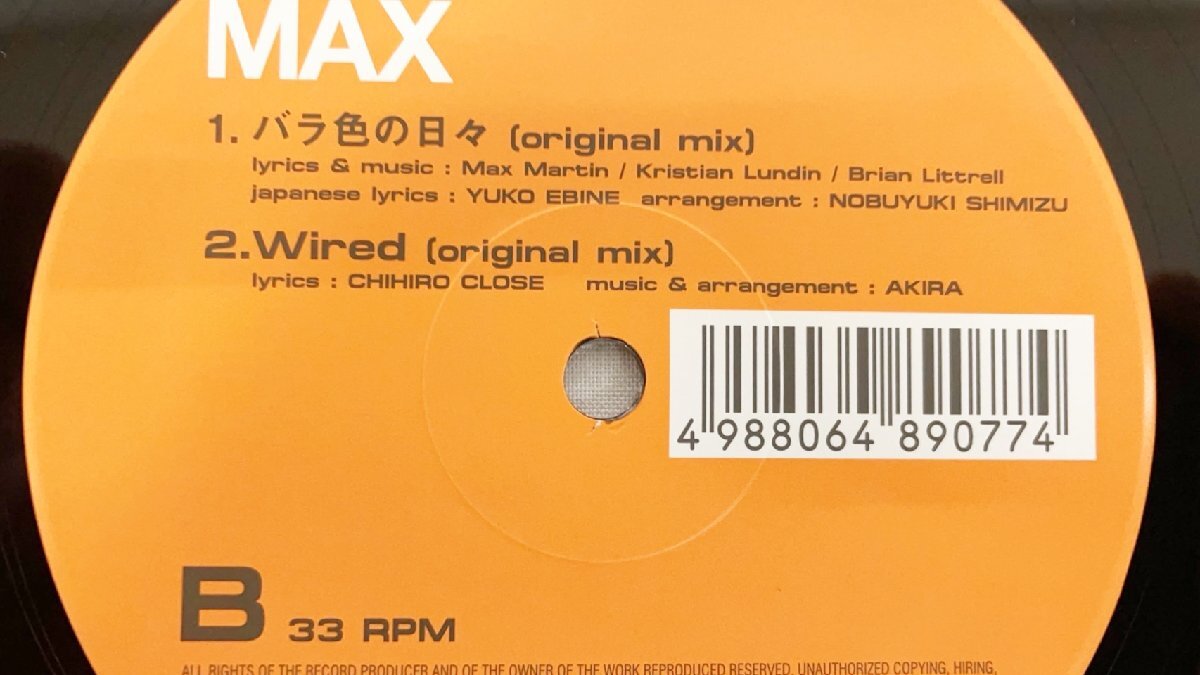 MAX
1. バラ色の日々 (original mix)
lyrics & music : Max Martin / Kristian Lundin / Brian Littrell
japanese lyrics : YUKO EBINE arrangement : NOBUYUKI SHIMIZU
2.Wired (original mix)
lyrics : CHIHIRO CLOSE music & arrangement : AKIRA
4 988064 890774
B 33 RPM
ALL RIGHTS OF THE RECORD PRODUCER AND OF THE OWNER OF THE WORK REPRODUCED RESERVED. UNAUTHORIZED COPYING, HIRING,